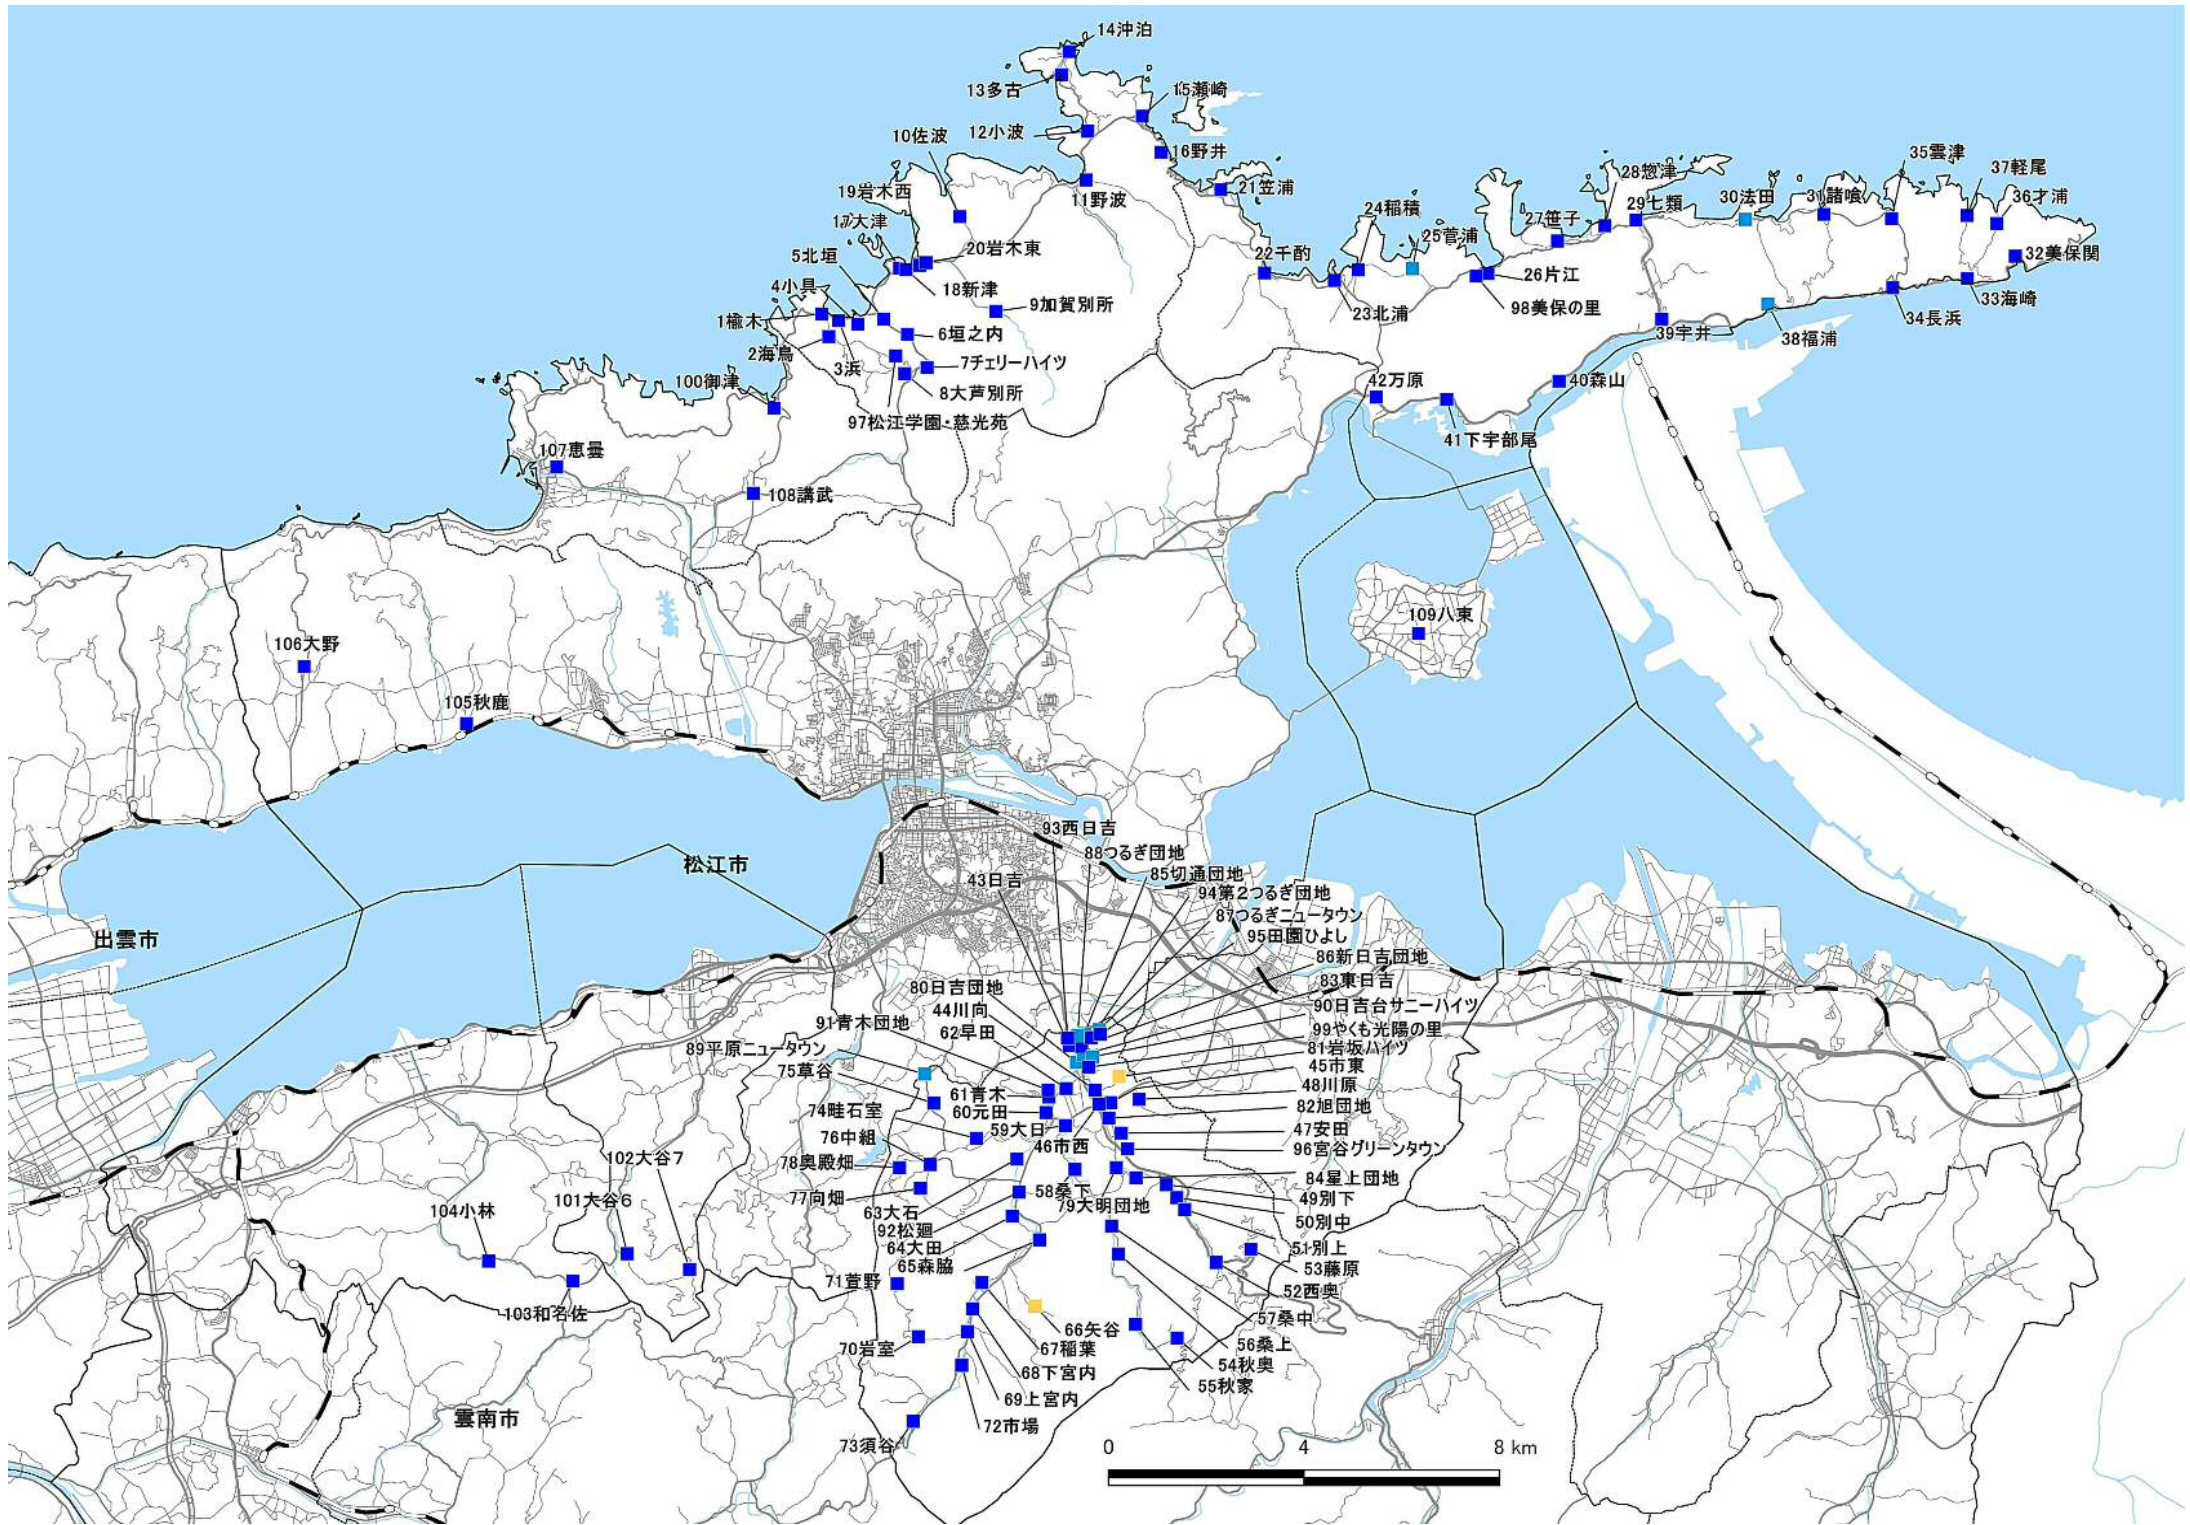 14沖泊
13多古
15瀬崎
10佐波
12小波
16野井
19岩木西
11野波
21笠浦
28惣津
35雲津
37軽尾
17大津
24稲積
27笹子
29七類
30法田
31諸喰
36才浦
5北垣
20岩木東
25菅浦
32美保関
22千酌
26片江
4小具
18新津
9加賀別所
33海崎
1楡木
23北浦
98美保の里
34長浜
6垣之内
39宇井
38福浦
2海鳥
3浜
7チェリーハイツ
100御津
8大芦別所
42万原
40森山
97松江学園・慈光苑
41下宇部尾
107恵曇
108講武
109八束
106大野
105秋鹿
93西日吉
88つるぎ団地
松江市
85切通団地
43日吉
94第2つるぎ団地
87つるぎニュータウン
出雲市
95田園ひよし
86新日吉団地
83東日吉
80日吉団地
90日吉台サニーハイツ
44川向
91青木団地
62早田
99やくも光陽の里
89平原ニュータウン
81岩坂ハイツ
45市東
75草谷
61青木
48川原
74畦石室
60元田
82旭団地
59大日
47安田
76中組
46市西
96宮谷グリーンタウン
102大谷7
78奥殿畑
84星上団地
58桑下
101大谷6
77向畑
79大明団地
49別下
104小林
63大石
50別中
92松廻
64大田
51別上
65森脇
53藤原
71萱野
52西奥
103和名佐
57桑中
66矢谷
70岩室
67稲葉
56桑上
68下宮内
54秋奥
55秋家
69上宮内
雲南市
72市場
73須谷
0 4 8 km